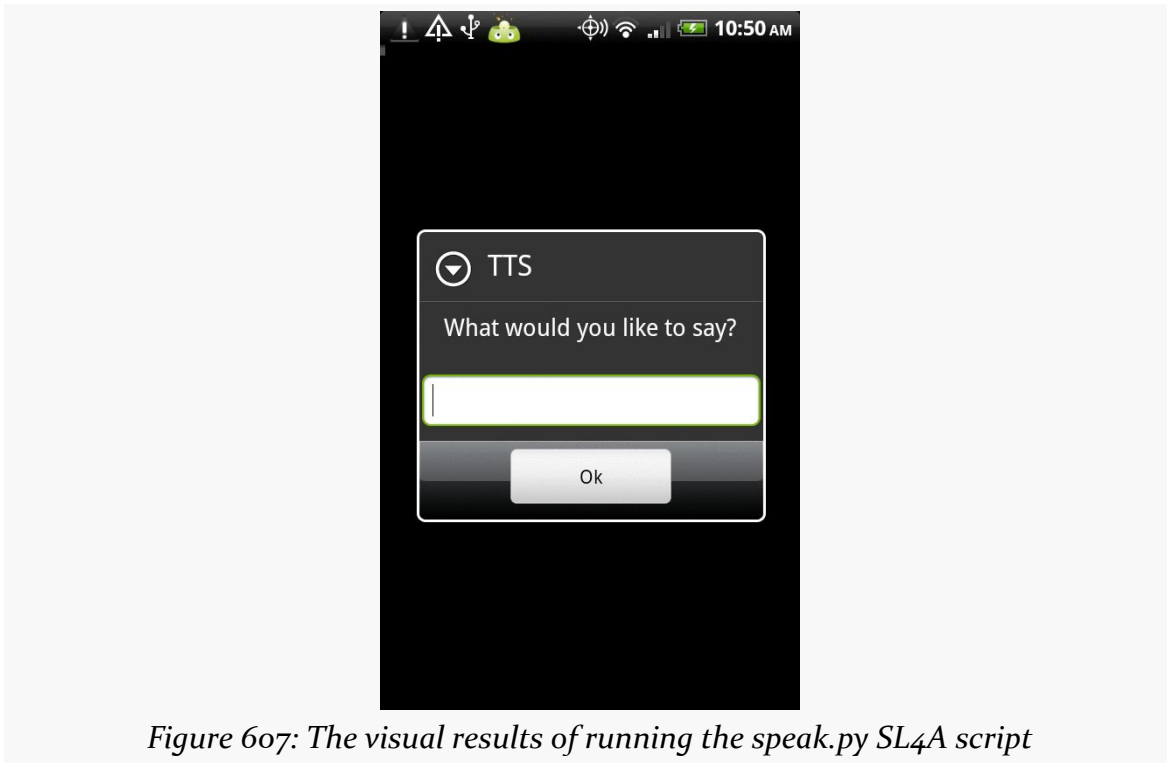 10:50 AM
TTS
What would you like to say?
Ok
Figure 607: The visual results of running the speak.py SL4A script